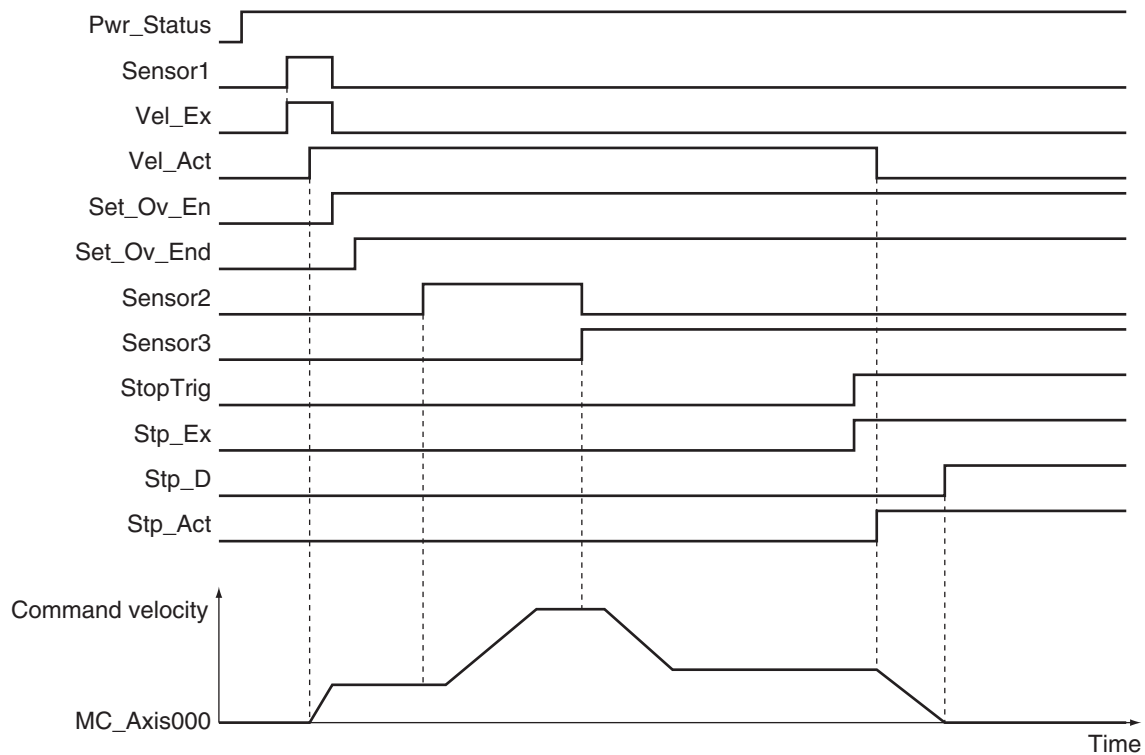 Pwr_Status
Sensor1
Vel_Ex
Vel_Act
Set_Ov_En
Set_Ov_End
Sensor2
Sensor3
StopTrig
Stp_Ex
Stp_D
Stp_Act
Command velocity
MC_Axis000
Time